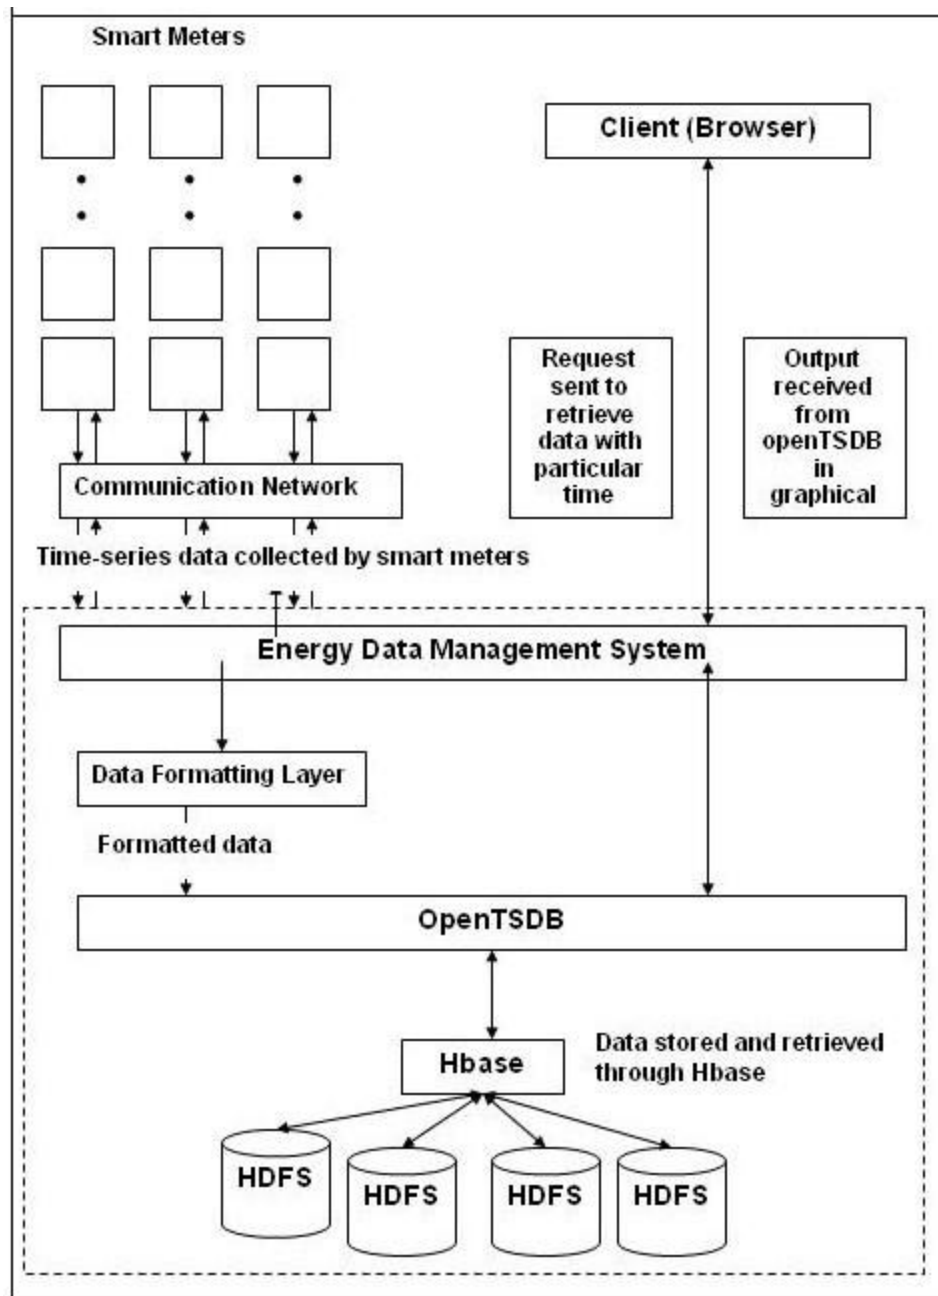 Smart Meters
Client (Browser)
Request
sent to
retrieve
data with
particular
time
Output
received
from
openTSDB
in
graphical
Communication Network
Time-series data collected by smart meters
Energy Data Management System
Data Formatting Layer
Formatted data
OpenTSDB
Hbase
Data stored and retrieved
through Hbase
HDFS
HDFS
HDFS
HDFS